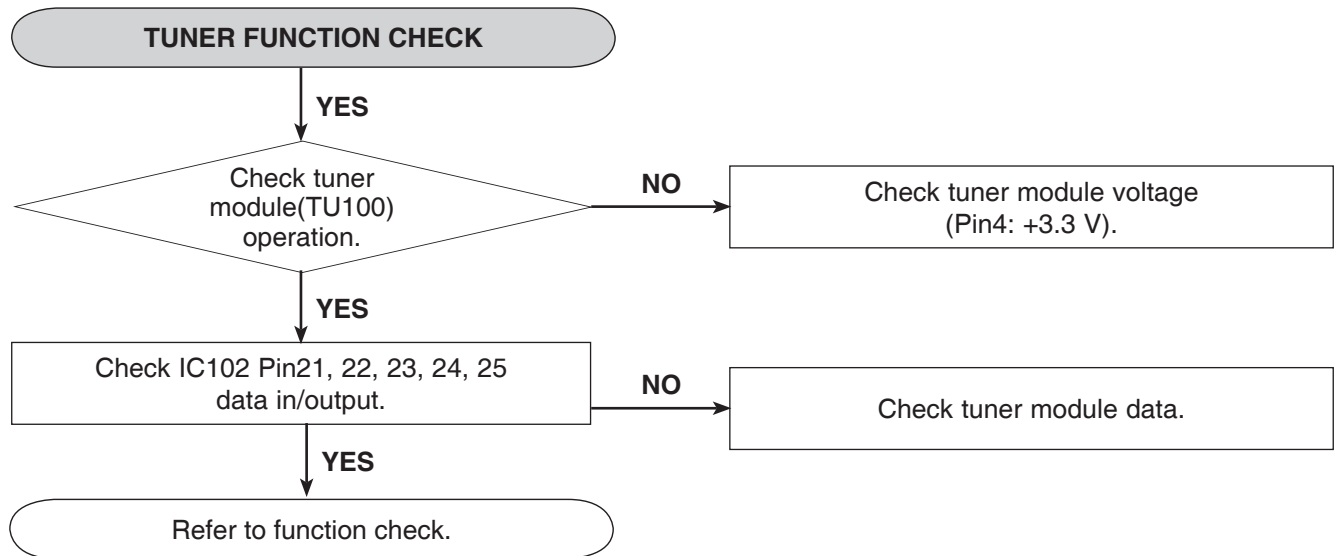 TUNER FUNCTION CHECK
YES
Check tuner
module(TU100)
operation.
NO
Check tuner module voltage
(Pin4: +3.3 V).
YES
Check IC102 Pin21, 22, 23, 24, 25
data in/output.
NO
Check tuner module data.
YES
Refer to function check.